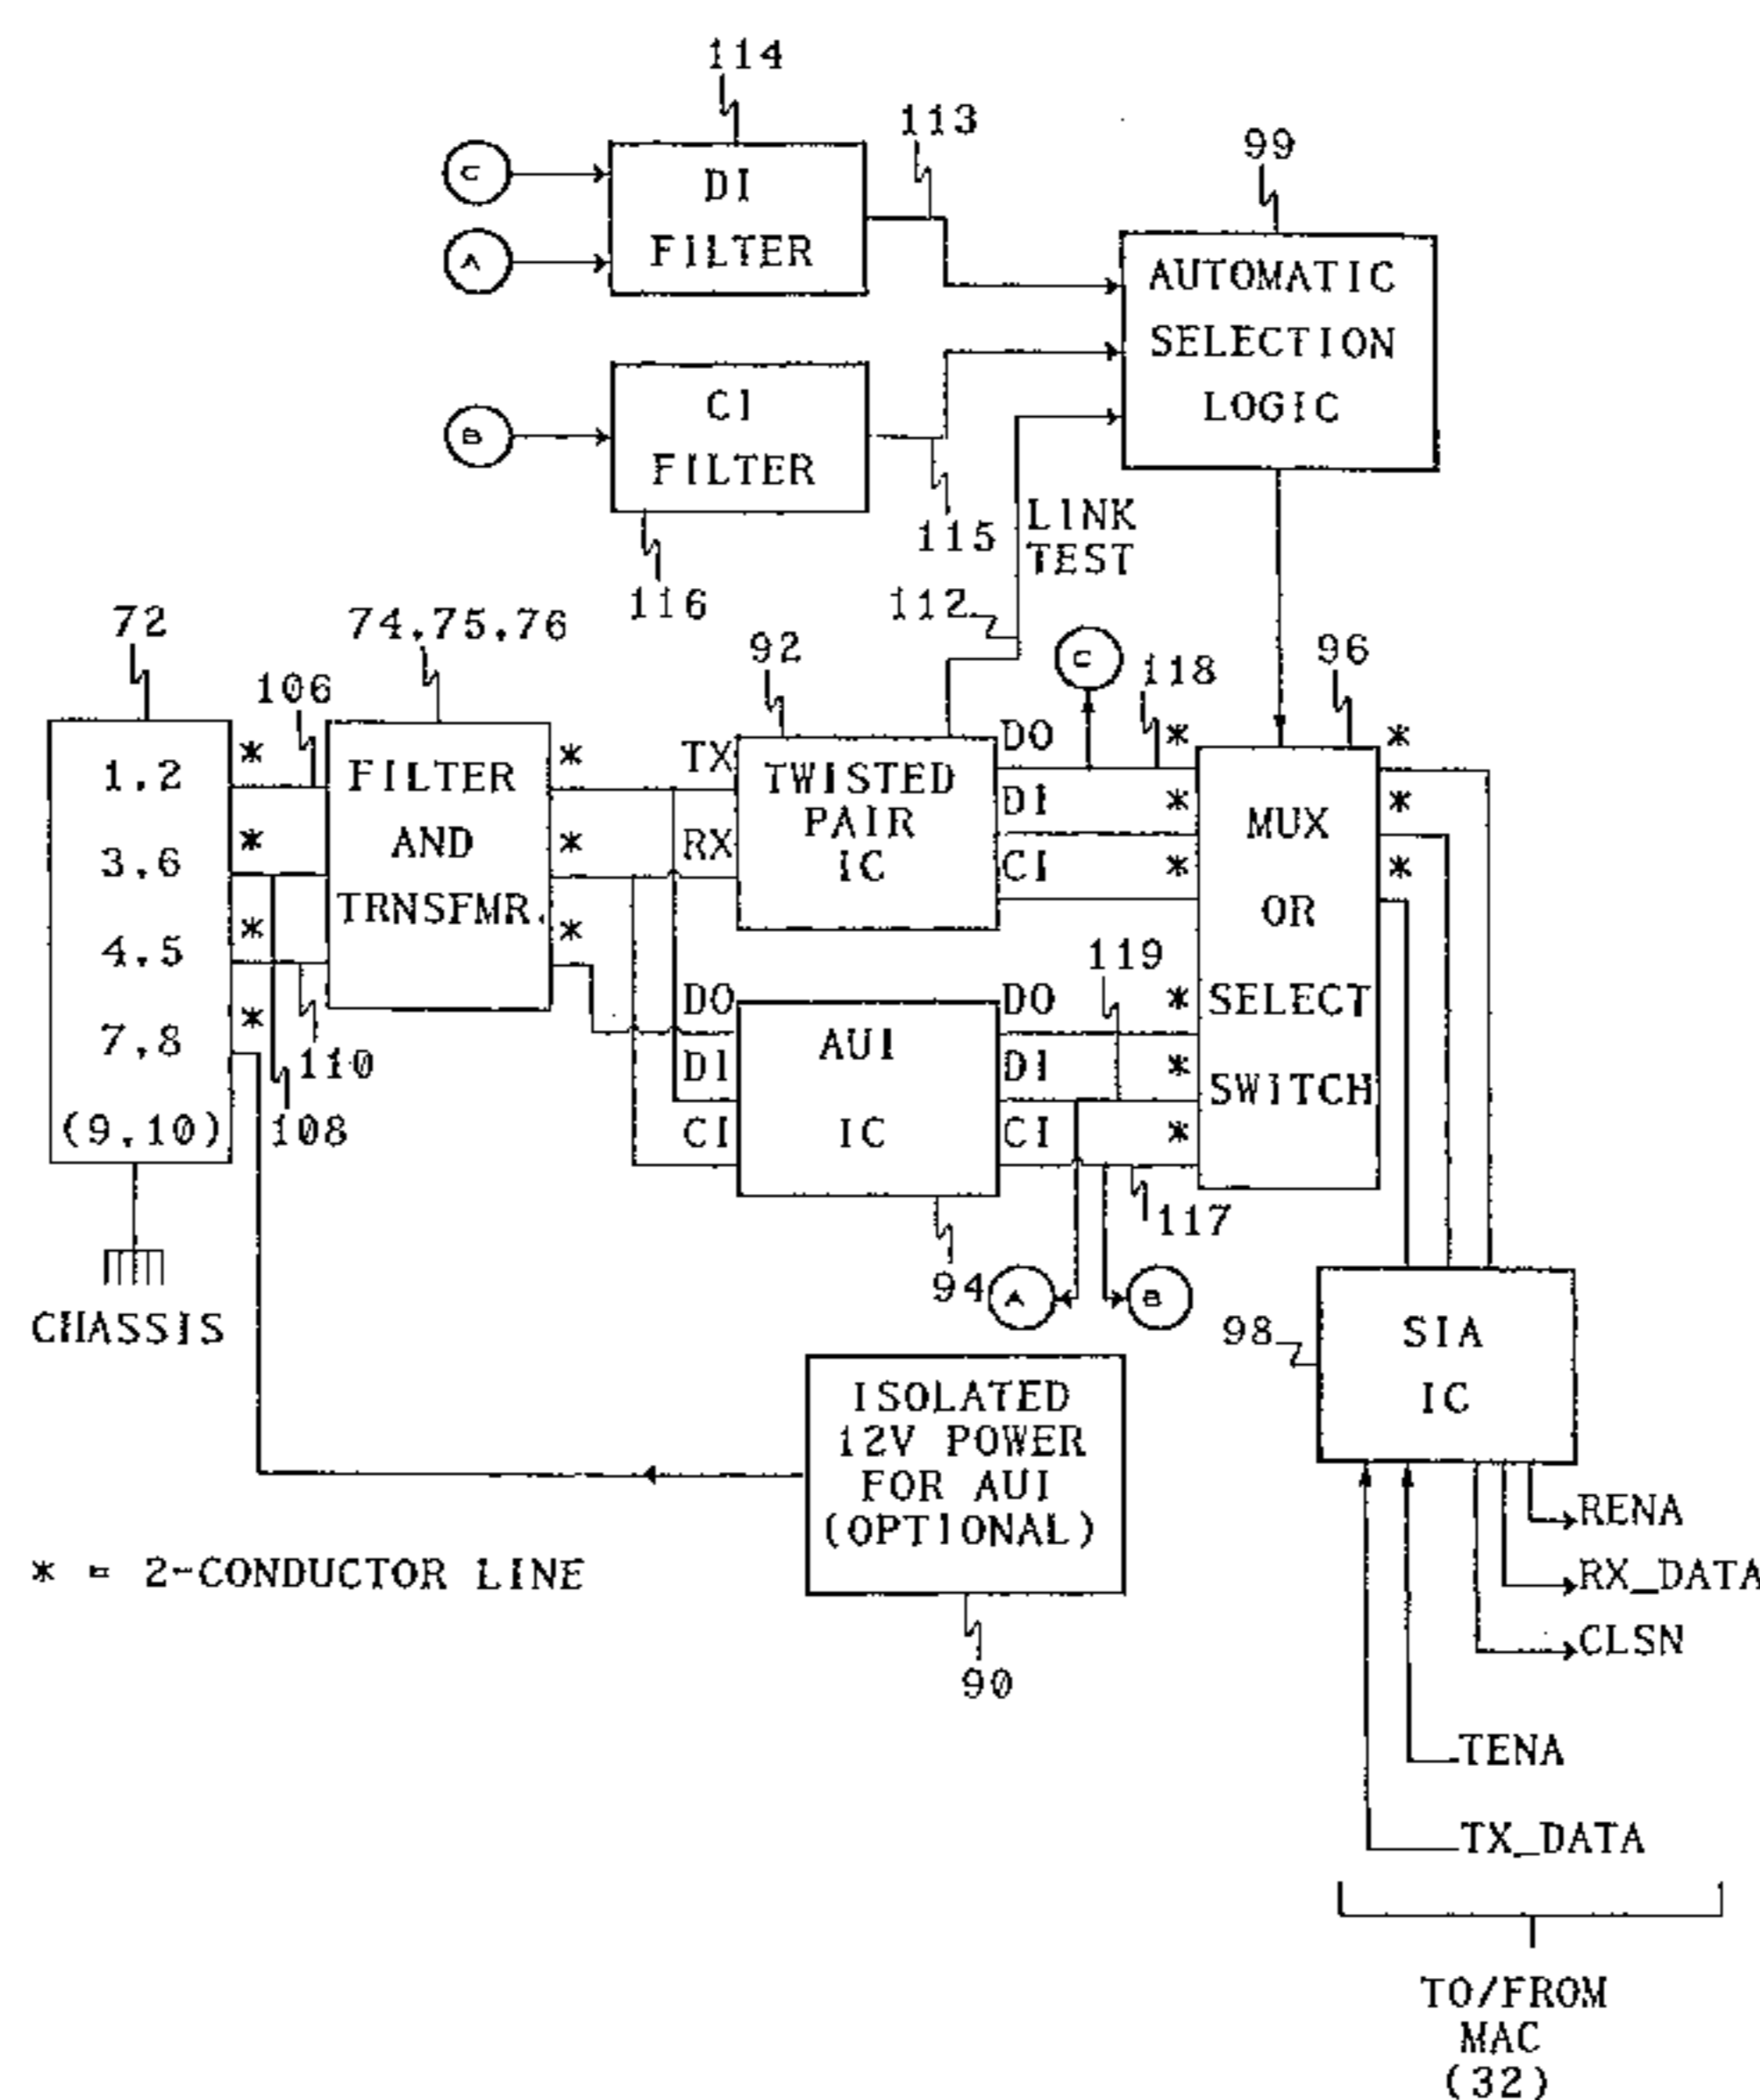 114
113
99
C
DI
FILTER
A
AUTOMATIC
SELECTION
LOGIC
B
CI
FILTER
115
LINK
TEST
116
112
72
74,75,76
92
C
118
96
106
1,2
3,6
4,5
7,8
(9,10)
*
*
*
*
FILTER
AND
TRNSFMR.
*
*
*
TX
RX
TWISTED
PAIR
IC
DO *
DI *
CI *
MUX
OR
SELECT
SWITCH
*
*
*
119
DO
DI
CI
AUI
IC
DO *
DI *
CI *
110
108
117
94
A
B
CHASSIS
98
SIA
IC
ISOLATED
12V POWER
FOR AUI
(OPTIONAL)
90
* = 2-CONDUCTOR LINE
RENA
RX_DATA
CLSN
TENA
TX_DATA
TO/FROM
MAC
(32)